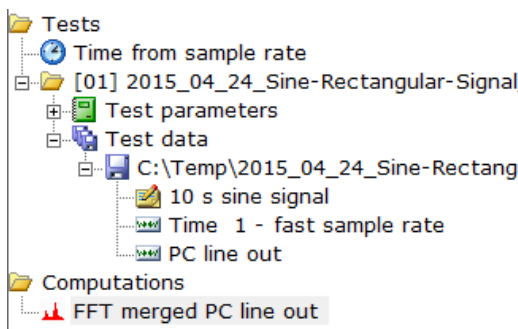 Tests
Time from sample rate
[01] 2015_04_24_Sine-Rectangular-Signal
Test parameters
Test data
C:\Temp\2015_04_24_Sine-Rectang
10 s sine signal
Time 1 - fast sample rate
PC line out
Computations
FFT merged PC line out